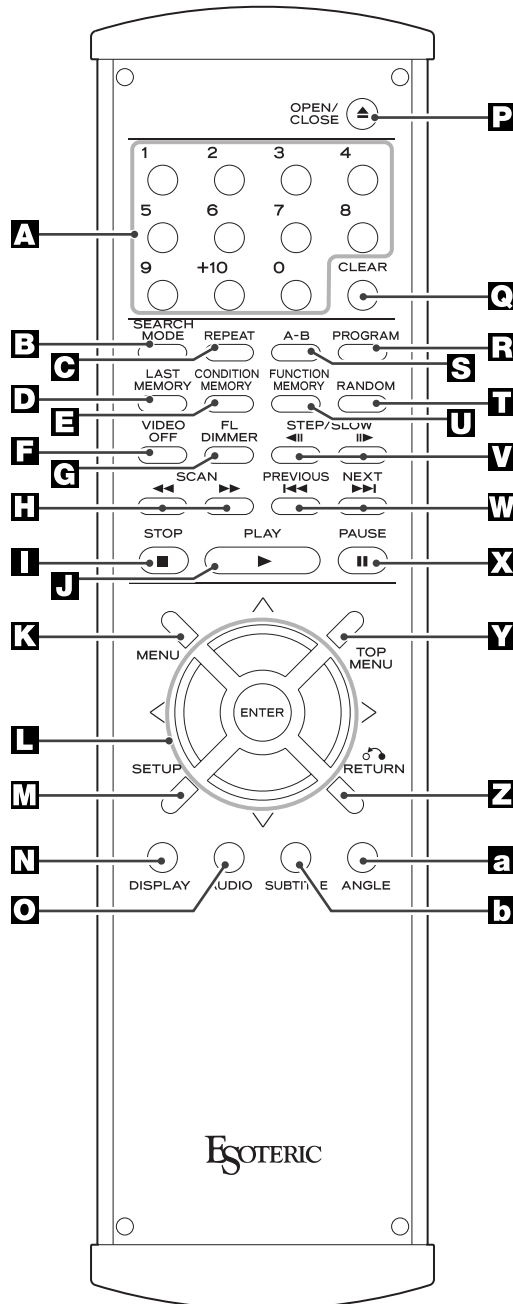 OPEN/
CLOSE
P
1 2 3 4
A
5 6 7 8
9 +10 0 CLEAR
Q
SEARCH
MODE REPEAT A-B PROGRAM
B C S R
LAST
MEMORY CONDITION
MEMORY FUNCTION
MEMORY RANDOM
D E U T
VIDEO
OFF FL
DIMMER STEP/SLOW
F G V
SCAN PREVIOUS NEXT
H W
STOP PLAY PAUSE
I J X
K Y
MENU TOP
MENU
ENTER
L
SETUP RETURN
M Z
N a
DISPLAY AUDIO SUBTITLE ANGLE
O b
ESOTERIC